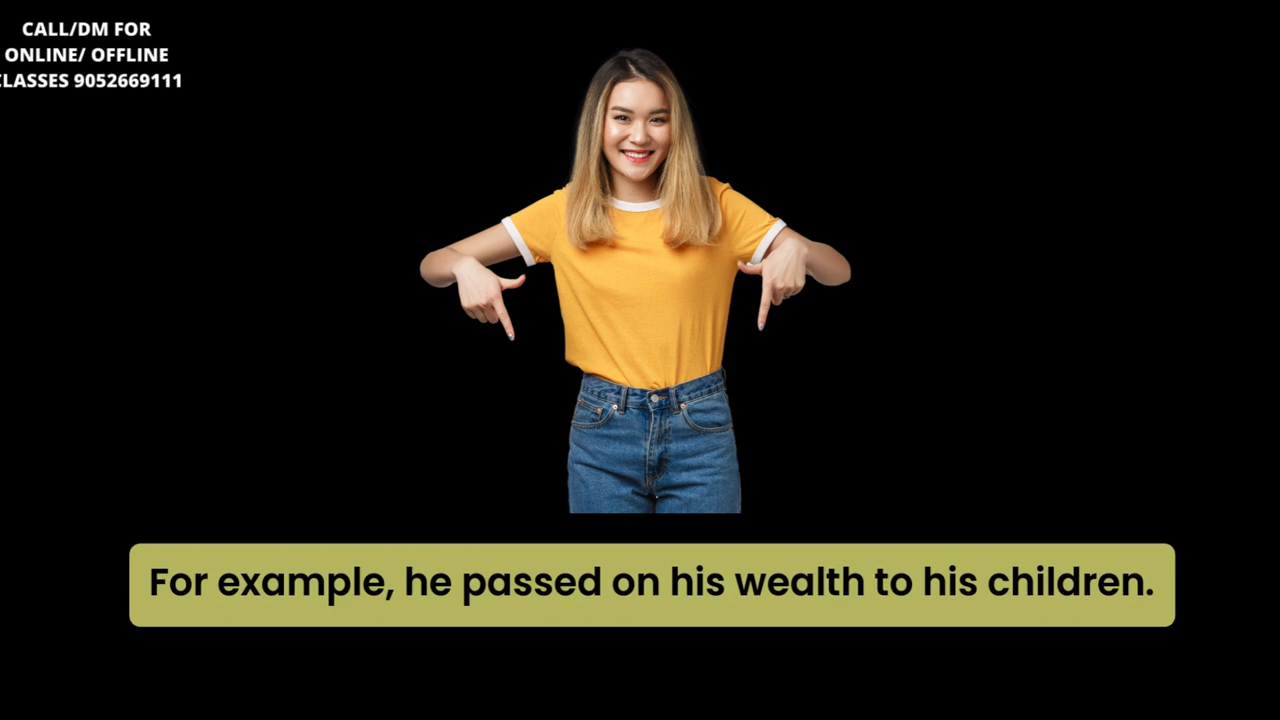 CALL/DM FOR
ONLINE/ OFFLINE
CLASSES 9052669111
For example, he passed on his wealth to his children.